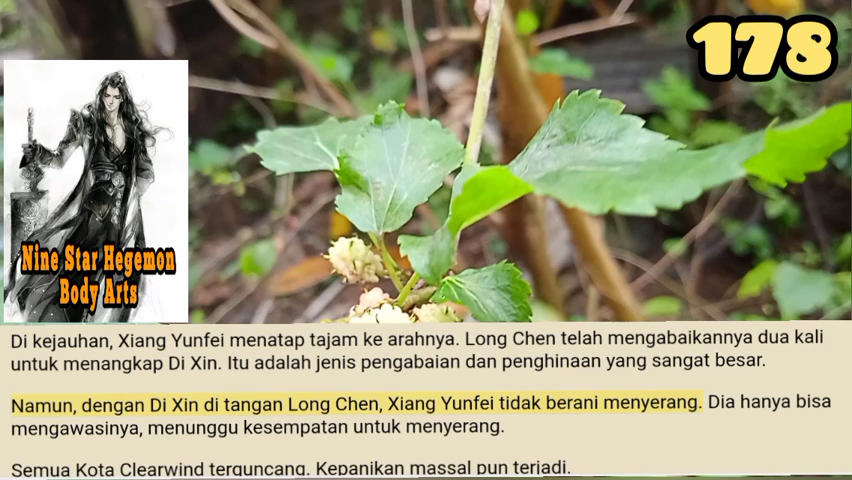 178
Nine Star Hegemon
Body Arts
Di kejauhan, Xiang Yunfei menatap tajam ke arahnya. Long Chen telah mengabaikannya dua kali
untuk menangkap Di Xin. Itu adalah jenis pengabaian dan penghinaan yang sangat besar.
Namun, dengan Di Xin di tangan Long Chen, Xiang Yunfei tidak berani menyerang. Dia hanya bisa
mengawasinya, menunggu kesempatan untuk menyerang.
Semua Kota Clearwind terguncang. Kepanikan massal pun terjadi.